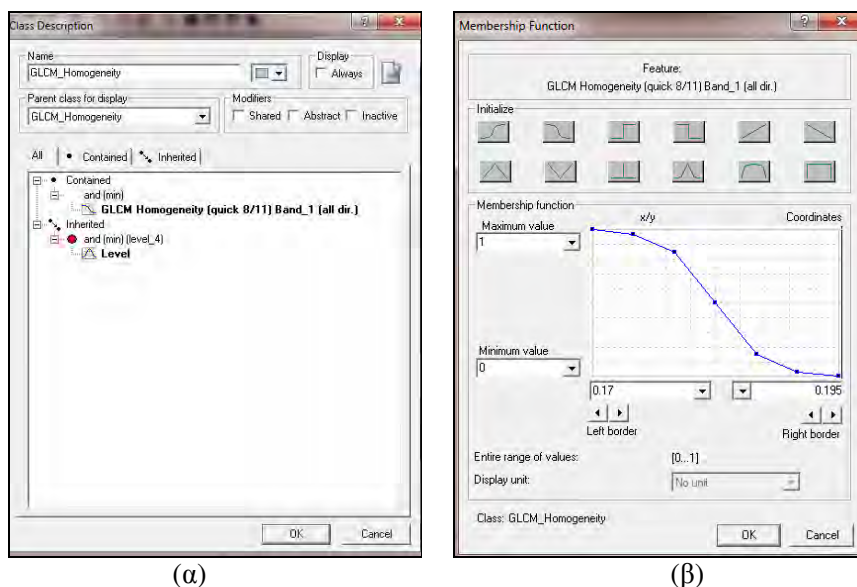 Class Description
Name
GLCM_Homogeneity
Display
Always
Parent class for display
GLCM_Homogeneity
Modifiers
Shared Abstract Inactive
All Contained Inherited
Contained
and (min)
GLCM Homogeneity (quick 8/11) Band_1 (all dir.)
Inherited
and (min) (level_4)
Level
OK Cancel
(α)
Membership Function
Feature:
GLCM Homogeneity (quick 8/11) Band_1 (all dir.)
Initialize
Membership function
Maximum value
x/y
Coordinates
1
Minimum value
0
0.17 0.195
Left border
Right border
Entire range of values: [0...1]
Display unit: No unit
Class: GLCM_Homogeneity
OK Cancel
(β)